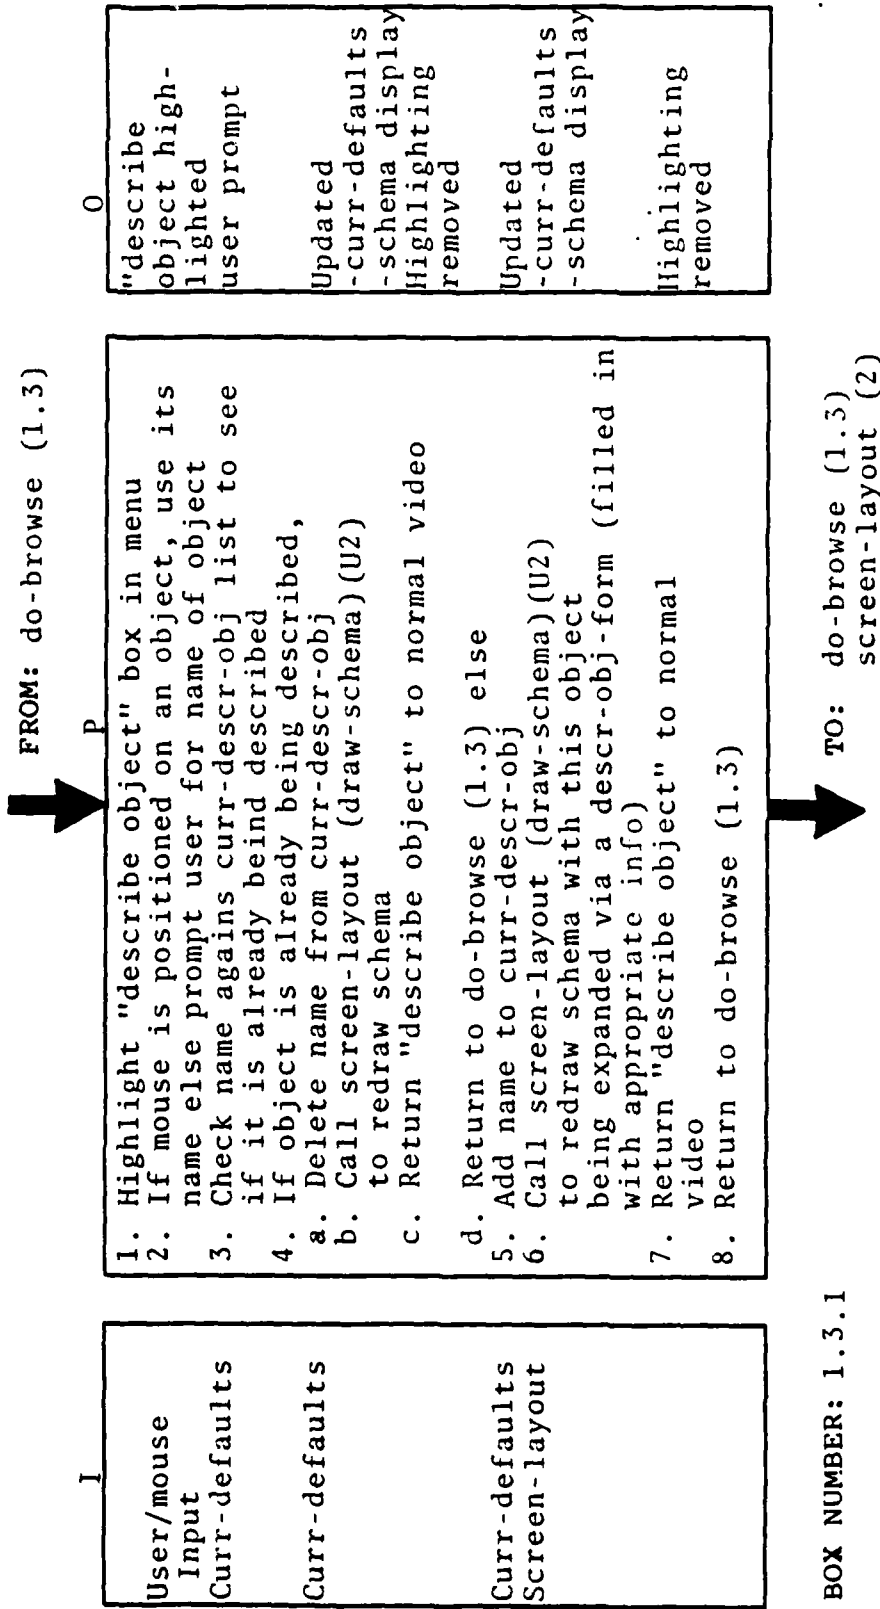 FROM: do-browse (1.3)
I
User/mouse
Input
Curr-defaults
Curr-defaults
Curr-defaults
Screen-layout
P
1. Highlight "describe object" box in menu
2. If mouse is positioned on an object, use its
name else prompt user for name of object
3. Check name agains curr-descr-obj list to see
if it is already beind described
4. If object is already being described,
a. Delete name from curr-descr-obj
b. Call screen-layout (draw-schema)(U2)
to redraw schema
c. Return "describe object" to normal video
d. Return to do-browse (1.3) else
5. Add name to curr-descr-obj
6. Call screen-layout (draw-schema)(U2)
to redraw schema with this object
being expanded via a descr-obj-form (filled in
with appropriate info)
7. Return "describe object" to normal
video
8. Return to do-browse (1.3)
O
"describe
object high-
lighted
user prompt
Updated
-curr-defaults
-schema display
Highlighting
removed
Updated
-curr-defaults
-schema display
Highlighting
removed
BOX NUMBER: 1.3.1
TO: do-browse (1.3)
screen-layout (2)